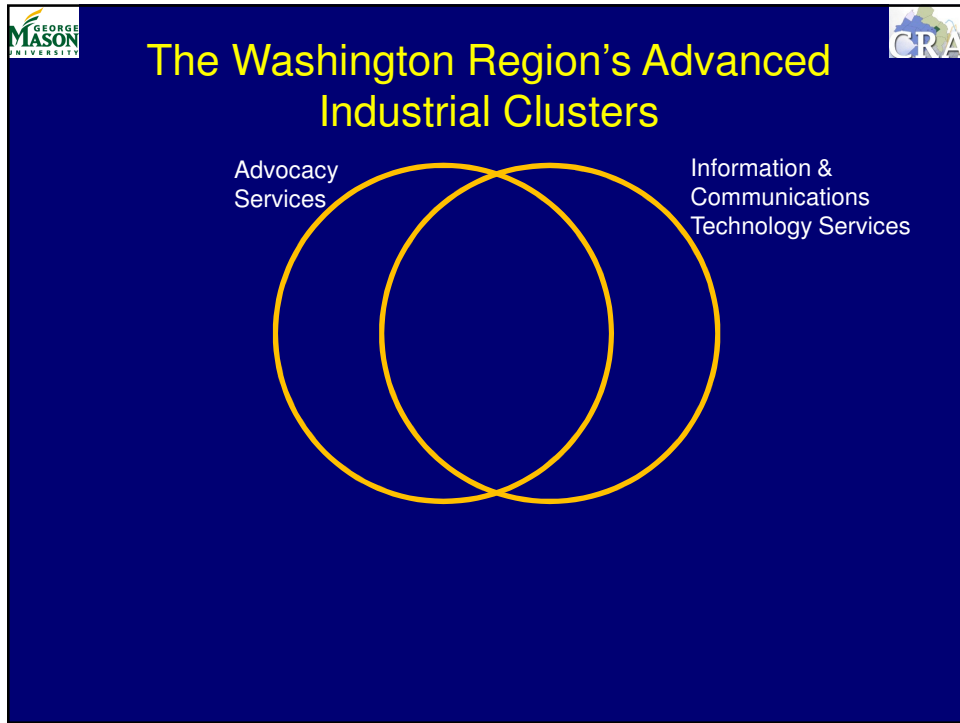 GEORGE
MASON
UNIVERSITY
CRA
The Washington Region's Advanced
Industrial Clusters
Advocacy
Services
Information &
Communications
Technology Services